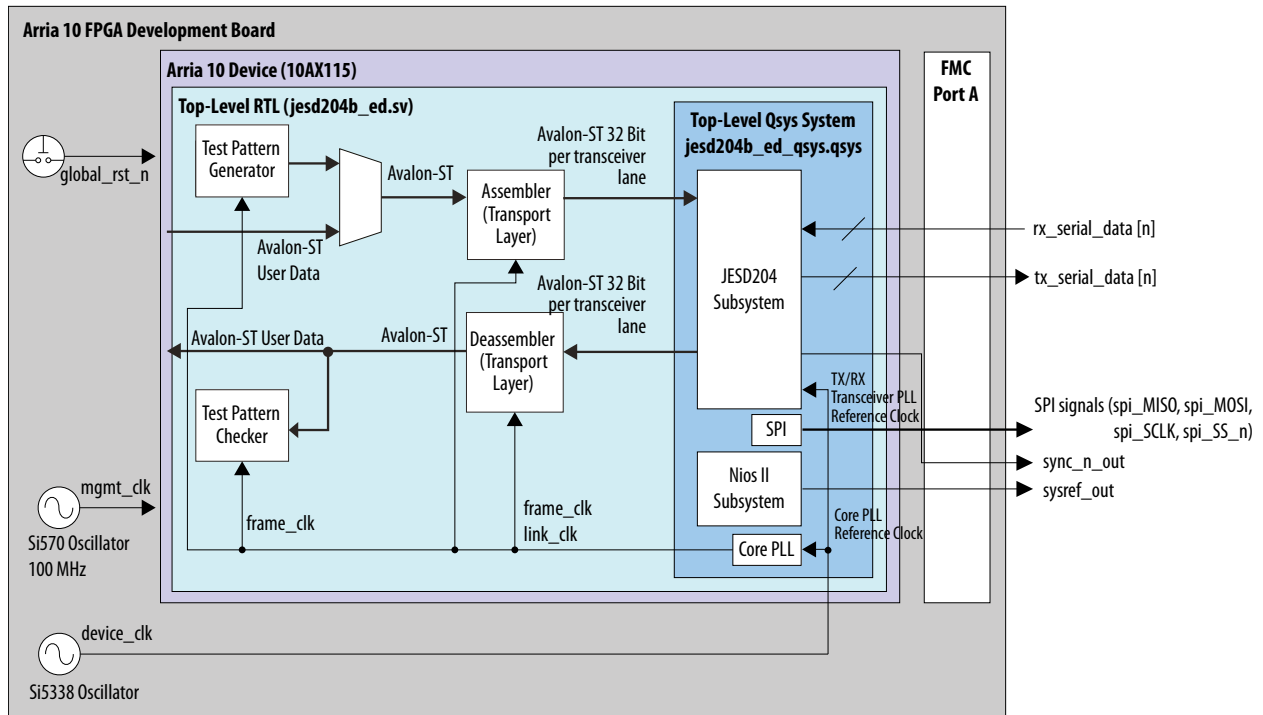 Arria 10 FPGA Development Board
Arria 10 Device (10AX115)
FMC
Port A
Top-Level RTL (jesd204b_ed.sv)
Top-Level Qsys System
jesd204b_ed_qsys.qsys
global_rst_n
Test Pattern
Generator
Avalon-ST
Avalon-ST
User Data
Assembler
(Transport
Layer)
Avalon-ST 32 Bit
per transceiver
lane
JESD204
Subsystem
rx_serial_data [n]
tx_serial_data [n]
Avalon-ST 32 Bit
per transceiver
lane
Avalon-ST User Data
Avalon-ST
Deassembler
(Transport
Layer)
Test Pattern
Checker
TX/RX
Transceiver PLL
Reference Clock
SPI
SPI signals (spi_MISO, spi_MOSI,
spi_SCLK, spi_SS_n)
sync_n_out
sysref_out
Nios II
Subsystem
mgmt_clk
Si570 Oscillator
100 MHz
frame_clk
frame_clk
link_clk
Core PLL
Reference Clock
Core PLL
device_clk
Si5338 Oscillator